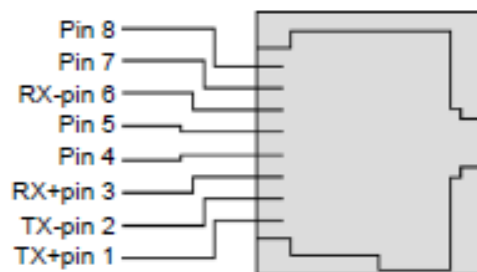 Pin 8
Pin 7
RX-pin 6
Pin 5
Pin 4
RX+pin 3
TX-pin 2
TX+pin 1